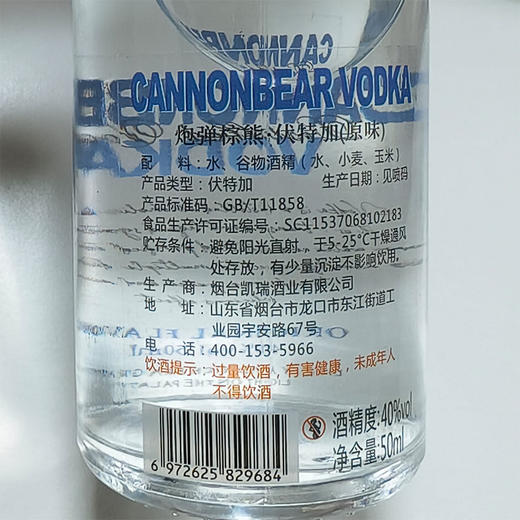 CANNONBEAR VODKA
炮弹棕熊·伏特加(原味)
配 料：水、谷物酒精（水、小麦、玉米）
产品类型：伏特加 生产日期：见喷码
产品标准码：GB/T11858
食品生产许可证编号：SC11537068102183
贮存条件：避免阳光直射，于5-25℃干燥通风
处存放，有少量沉淀不影响饮用。
生 产 商：烟台凯瑞酒业有限公司
地 址：山东省烟台市龙口市东江街道工
业园宇安路67号
电 话：400-153-5966
饮酒提示：过量饮酒，有害健康，未成年人
不得饮酒
酒精度:40%vol
净含量:50ml
6 972625 829684